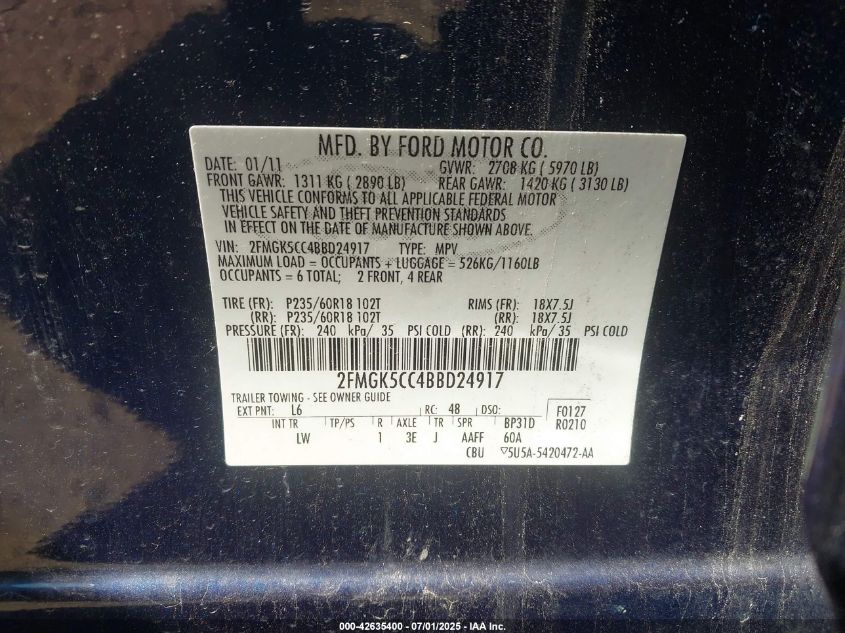 MFD. BY FORD MOTOR CO.
DATE: 01/11 GVWR: 2708 KG ( 5970 LB)
FRONT GAWR: 1311 KG ( 2890 LB) REAR GAWR: 1420 KG ( 3130 LB)
THIS VEHICLE CONFORMS TO ALL APPLICABLE FEDERAL MOTOR
VEHICLE SAFETY AND THEFT PREVENTION STANDARDS
IN EFFECT ON THE DATE OF MANUFACTURE SHOWN ABOVE.
VIN: 2FMGK5CC4BBD24917 TYPE: MPV
MAXIMUM LOAD = OCCUPANTS + LUGGAGE = 526KG/1160LB
OCCUPANTS = 6 TOTAL; 2 FRONT, 4 REAR
TIRE (FR): P235/60R18 102T RIMS (FR): 18X7.5J
(RR): P235/60R18 102T (RR): 18X7.5J
PRESSURE (FR): 240 kPa/ 35 PSI COLD (RR): 240 kPa/ 35 PSI COLD
2FMGK5CC4BBD24917
TRAILER TOWING - SEE OWNER GUIDE
EXT PNT: L6 RC: 48 DSO: F0127
INT TR TP/PS R AXLE TR SPR BP31D R0210
LW 1 3E J AAFF 60A
CBU ▽5U5A-5420472-AA
000-42635400 - 07/01/2025 - IAA Inc.